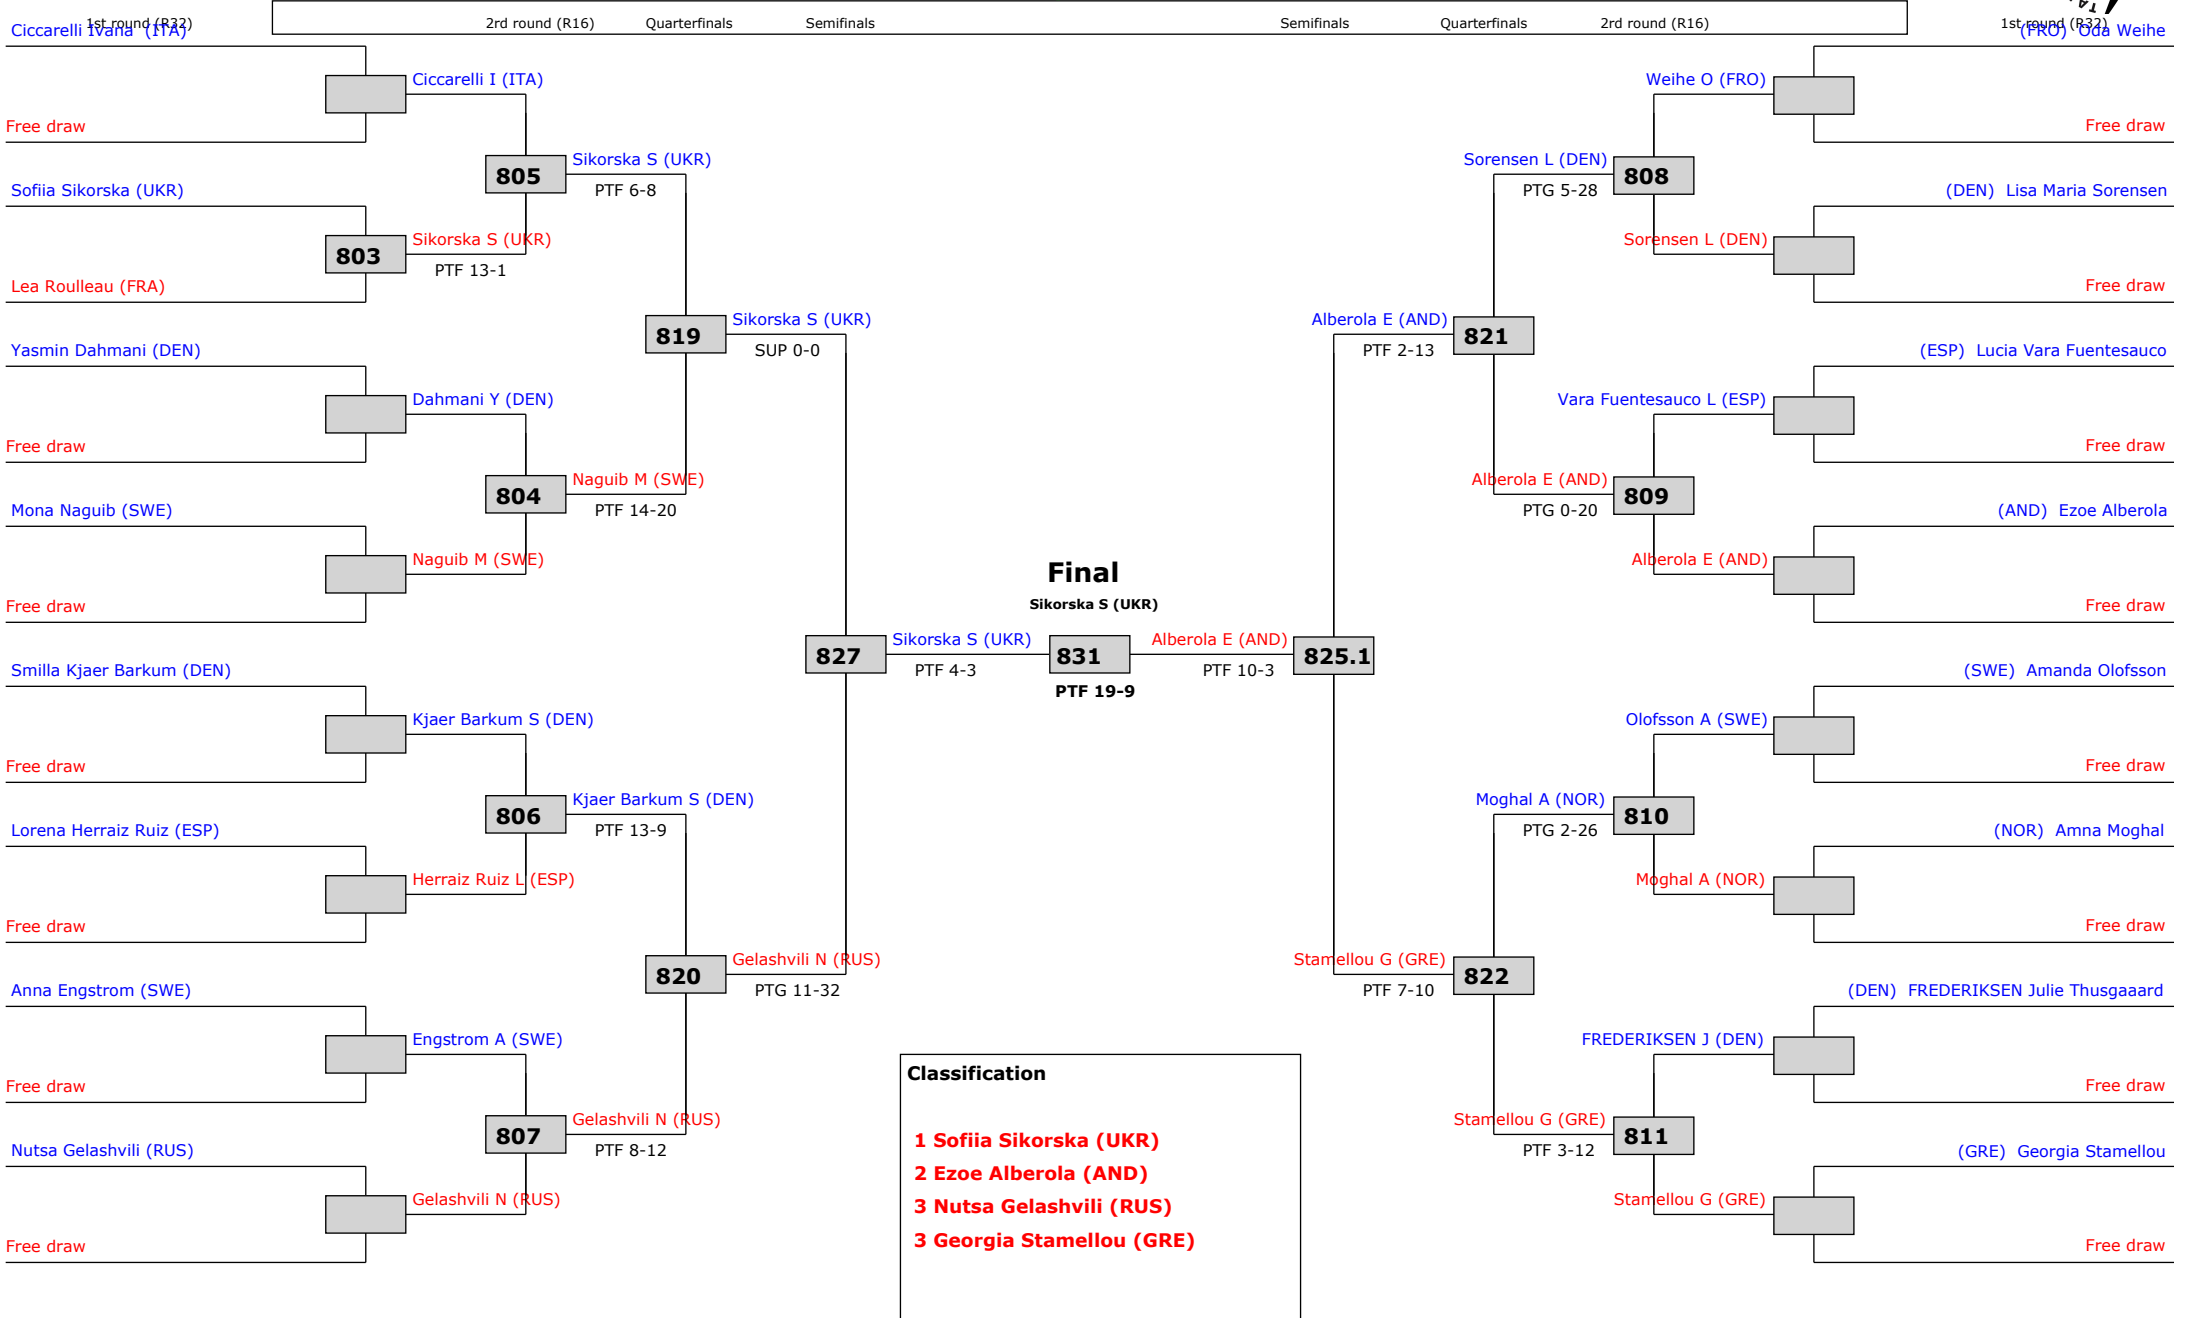 1st round (R32)
2rd round (R16)
Quarterfinals
Semifinals
Semifinals
Quarterfinals
2rd round (R16)
1st round (R32)
Ciccarelli Ivana (ITA)
Ciccarelli I (ITA)
Free draw
805
Sikorska S (UKR)
PTF 6-8
Sofiia Sikorska (UKR)
803
Sikorska S (UKR)
PTF 13-1
Lea Roulleau (FRA)
819
Sikorska S (UKR)
SUP 0-0
Yasmin Dahmani (DEN)
Dahmani Y (DEN)
Free draw
804
Naguib M (SWE)
PTF 14-20
Mona Naguib (SWE)
Naguib M (SWE)
Free draw
827
Sikorska S (UKR)
PTF 4-3
Smilla Kjaer Barkum (DEN)
Kjaer Barkum S (DEN)
Free draw
806
Kjaer Barkum S (DEN)
PTF 13-9
Lorena Herraiz Ruiz (ESP)
Herraiz Ruiz L (ESP)
Free draw
820
Gelashvili N (RUS)
PTG 11-32
Anna Engstrom (SWE)
Engstrom A (SWE)
Free draw
807
Gelashvili N (RUS)
PTF 8-12
Nutsa Gelashvili (RUS)
Gelashvili N (RUS)
Free draw
Final
Sikorska S (UKR)
831
PTF 19-9
Alberola E (AND)
PTF 10-3
825.1
(FRO) Oda Weihe
Weihe O (FRO)
Free draw
Sorensen L (DEN)
808
PTG 5-28
(DEN) Lisa Maria Sorensen
Sorensen L (DEN)
Free draw
Alberola E (AND)
821
PTF 2-13
(ESP) Lucia Vara Fuentesauco
Vara Fuentesauco L (ESP)
Free draw
Alberola E (AND)
809
PTG 0-20
(AND) Ezoe Alberola
Alberola E (AND)
Free draw
(SWE) Amanda Olofsson
Olofsson A (SWE)
Free draw
Moghal A (NOR)
810
PTG 2-26
(NOR) Amna Moghal
Moghal A (NOR)
Free draw
Stamellou G (GRE)
822
PTF 7-10
(DEN) FREDERIKSEN Julie Thusgaaard
FREDERIKSEN J (DEN)
Free draw
Stamellou G (GRE)
811
PTF 3-12
(GRE) Georgia Stamellou
Stamellou G (GRE)
Free draw
Classification
1 Sofiia Sikorska (UKR)
2 Ezoe Alberola (AND)
3 Nutsa Gelashvili (RUS)
3 Georgia Stamellou (GRE)